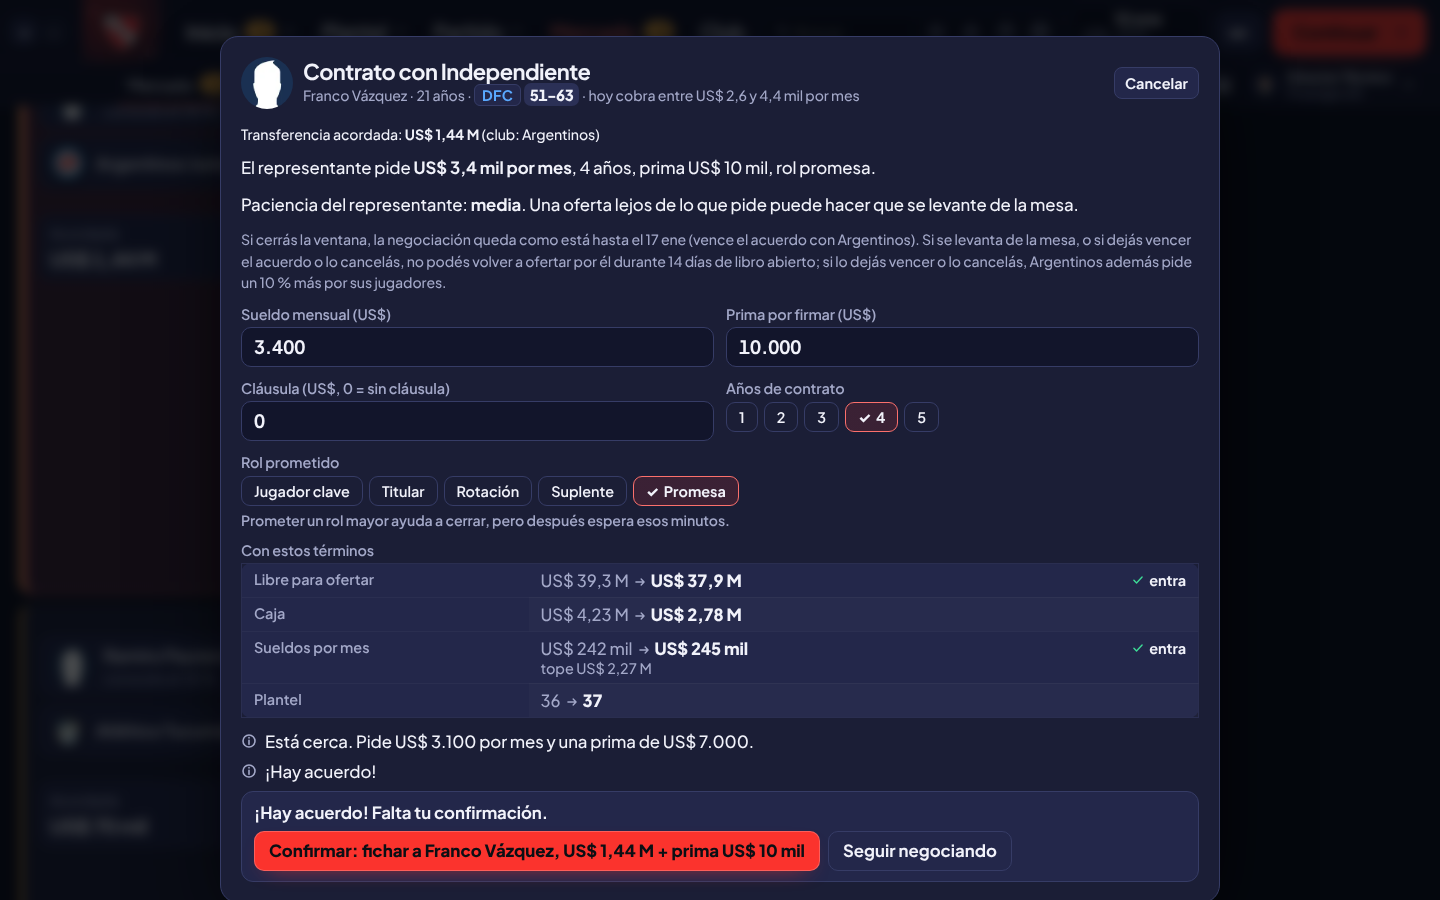 Contrato con Independiente
Franco Vázquez · 21 años · DFC 51–63 · hoy cobra entre US$ 2,6 y 4,4 mil por mes
Cancelar
Transferencia acordada: US$ 1,44 M (club: Argentinos)
El representante pide US$ 3,4 mil por mes, 4 años, prima US$ 10 mil, rol promesa.
Paciencia del representante: media. Una oferta lejos de lo que pide puede hacer que se levante de la mesa.
Si cerrás la ventana, la negociación queda como está hasta el 17 ene (vence el acuerdo con Argentinos). Si se levanta de la mesa, o si dejás vencer
el acuerdo o lo cancelás, no podés volver a ofertar por él durante 14 días de libro abierto; si lo dejás vencer o lo cancelás, Argentinos además pide
un 10 % más por sus jugadores.
Sueldo mensual (US$)
3.400
Prima por firmar (US$)
10.000
Cláusula (US$, 0 = sin cláusula)
0
Años de contrato
1 2 3 ✓ 4 5
Rol prometido
Jugador clave Titular Rotación Suplente ✓ Promesa
Prometer un rol mayor ayuda a cerrar, pero después espera esos minutos.
Con estos términos
Libre para ofertar US$ 39,3 M → US$ 37,9 M ✓ entra
Caja US$ 4,23 M → US$ 2,78 M
Sueldos por mes US$ 242 mil → US$ 245 mil ✓ entra
tope US$ 2,27 M
Plantel 36 → 37
Está cerca. Pide US$ 3.100 por mes y una prima de US$ 7.000.
¡Hay acuerdo!
¡Hay acuerdo! Falta tu confirmación.
Confirmar: fichar a Franco Vázquez, US$ 1,44 M + prima US$ 10 mil
Seguir negociando